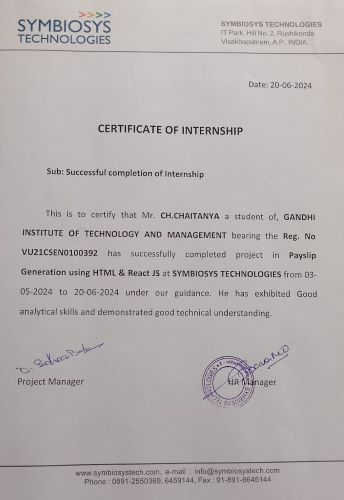 SYMBIOSYS
TECHNOLOGIES
SYMBIOSYS TECHNOLOGIES
IT Park, Hill No. 2, Rushikonda
Visakhapatnam, A.P., INDIA.
Date: 20-06-2024
CERTIFICATE OF INTERNSHIP
Sub: Successful completion of Internship
This is to certify that Mr. CH.CHAITANYA a student of, GANDHI
INSTITUTE OF TECHNOLOGY AND MANAGEMENT bearing the Reg. No
VU21CSEN0100392 has successfully completed project in Payslip
Generation using HTML & React JS at SYMBIOSYS TECHNOLOGIES from 03-
05-2024 to 20-06-2024 under our guidance. He has exhibited Good
analytical skills and demonstrated good technical understanding.
Project Manager
HR Manager
www.symbiosystech.com, e-mail : info@symbiosystech.com
Phone : 0891-2550369, 6459144, Fax : 91-891-6645144